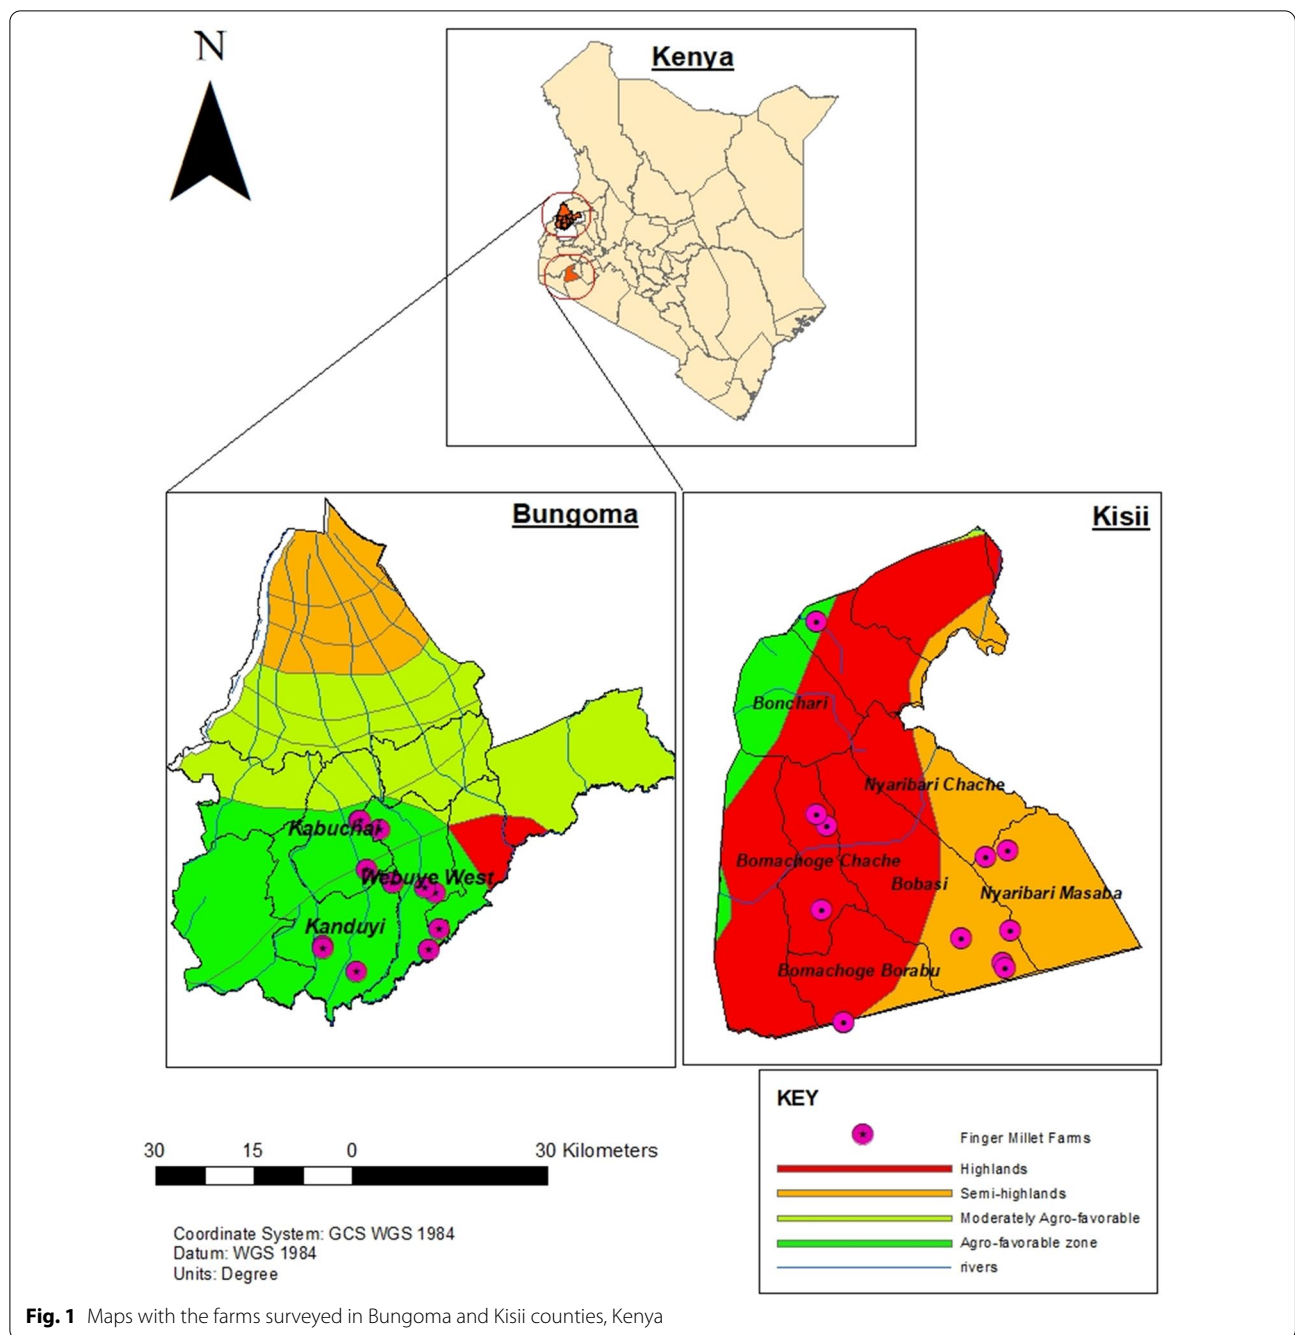 N
Kenya
Bungoma
Kabuchai
Webuye West
Kanduyi
Kisii
Bonchari
Nyaribari Chache
Bomachoge Chache
Bobasi
Nyaribari Masaba
Bomachoge Borabu
KEY
Finger Millet Farms
Highlands
Semi-highlands
Moderately Agro-favorable
Agro-favorable zone
rivers
30 15 0 30 Kilometers
Coordinate System: GCS WGS 1984
Datum: WGS 1984
Units: Degree
Fig. 1 Maps with the farms surveyed in Bungoma and Kisii counties, Kenya